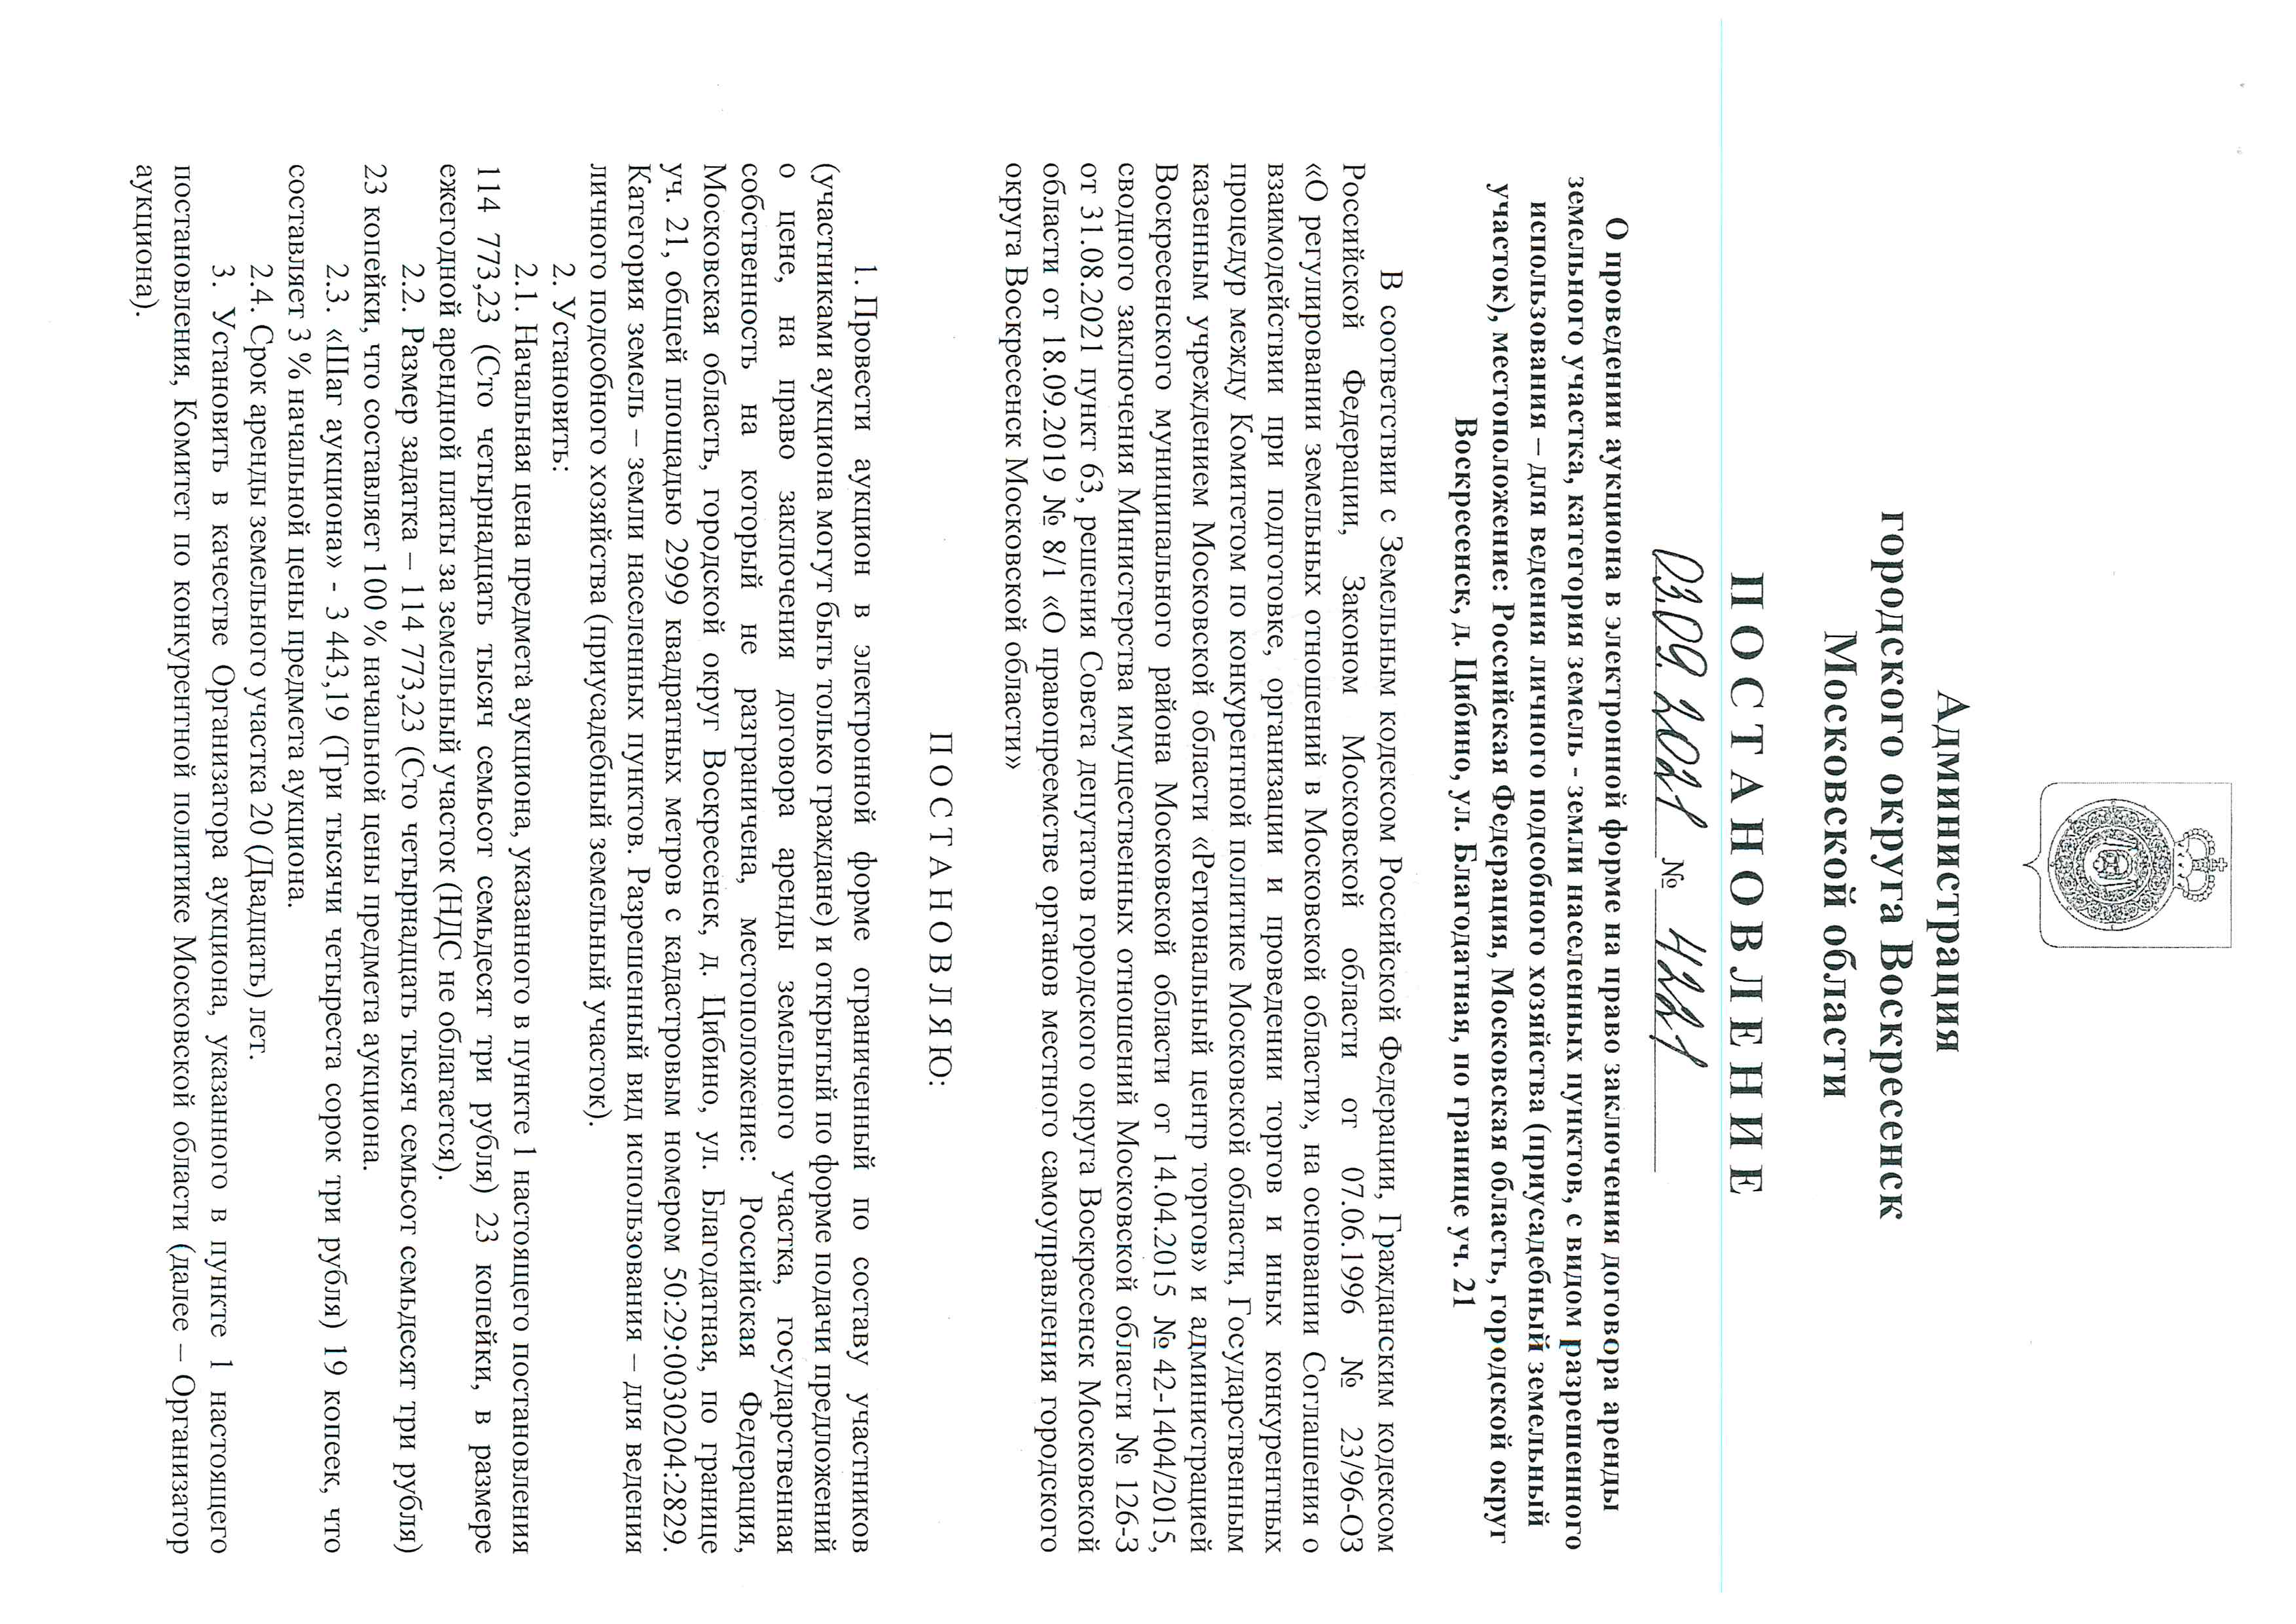 Администрация
городского округа Воскресенск
Московской области
ПОСТАНОВЛЕНИЕ
03.09.2021 № 4221
О проведении аукциона в электронной форме на право заключения договора аренды
земельного участка, категория земель - земли населенных пунктов, с видом разрешенного
использования – для ведения личного подсобного хозяйства (приусадебный земельный
участок), местоположение: Российская Федерация, Московская область, городской округ
Воскресенск, д. Цибино, ул. Благодатная, по границе уч. 21
В соответствии с Земельным кодексом Российской Федерации, Гражданским кодексом
Российской Федерации, Законом Московской области от 07.06.1996 № 23/96-ОЗ
«О регулировании земельных отношений в Московской области», на основании Соглашения о
взаимодействии при подготовке, организации и проведении торгов и иных конкурентных
процедур между Комитетом по конкурентной политике Московской области, Государственным
казенным учреждением Московской области «Региональный центр торгов» и администрацией
Воскресенского муниципального района Московской области от 14.04.2015 № 42-1404/2015,
сводного заключения Министерства имущественных отношений Московской области № 126-З
от 31.08.2021 пункт 63, решения Совета депутатов городского округа Воскресенск Московской
области от 18.09.2019 № 8/1 «О правопреемстве органов местного самоуправления городского
округа Воскресенск Московской области»
ПОСТАНОВЛЯЮ:
1. Провести аукцион в электронной форме ограниченный по составу участников
(участниками аукциона могут быть только граждане) и открытый по форме подачи предложений
о цене, на право заключения договора аренды земельного участка, государственная
собственность на который не разграничена, местоположение: Российская Федерация,
Московская область, городской округ Воскресенск, д. Цибино, ул. Благодатная, по границе
уч. 21, общей площадью 2999 квадратных метров с кадастровым номером 50:29:0030204:2829.
Категория земель – земли населенных пунктов. Разрешенный вид использования – для ведения
личного подсобного хозяйства (приусадебный земельный участок).
2. Установить:
2.1. Начальная цена предмета аукциона, указанного в пункте 1 настоящего постановления
114 773,23 (Сто четырнадцать тысяч семьсот семьдесят три рубля) 23 копейки, в размере
ежегодной арендной платы за земельный участок (НДС не облагается).
2.2. Размер задатка – 114 773,23 (Сто четырнадцать тысяч семьсот семьдесят три рубля)
23 копейки, что составляет 100 % начальной цены предмета аукциона.
2.3. «Шаг аукциона» - 3 443,19 (Три тысячи четыреста сорок три рубля) 19 копеек, что
составляет 3 % начальной цены предмета аукциона.
2.4. Срок аренды земельного участка 20 (Двадцать) лет.
3. Установить в качестве Организатора аукциона, указанного в пункте 1 настоящего
постановления, Комитет по конкурентной политике Московской области (далее – Организатор
аукциона).